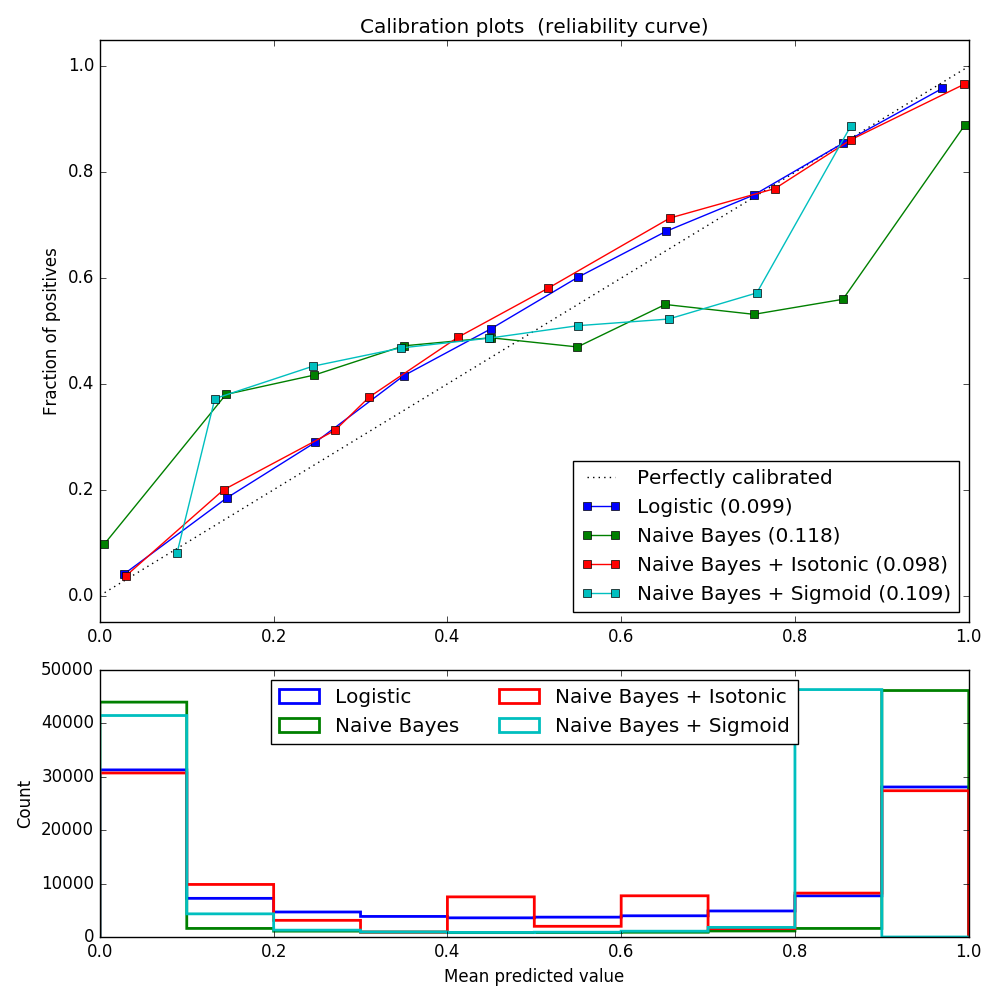 Calibration plots  (reliability curve)
1.0
0.8
0.6
0.4
0.2
0.0
Fraction of positives
Perfectly calibrated
Logistic (0.099)
Naive Bayes (0.118)
Naive Bayes + Isotonic (0.098)
Naive Bayes + Sigmoid (0.109)
0.0 0.2 0.4 0.6 0.8 1.0
50000
40000
30000
20000
10000
0
Count
Logistic
Naive Bayes
Naive Bayes + Isotonic
Naive Bayes + Sigmoid
0.0 0.2 0.4 0.6 0.8 1.0
Mean predicted value